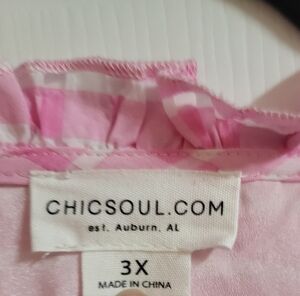 CHICSOUL.COM
est. Auburn, AL
3X
MADE IN CHINA